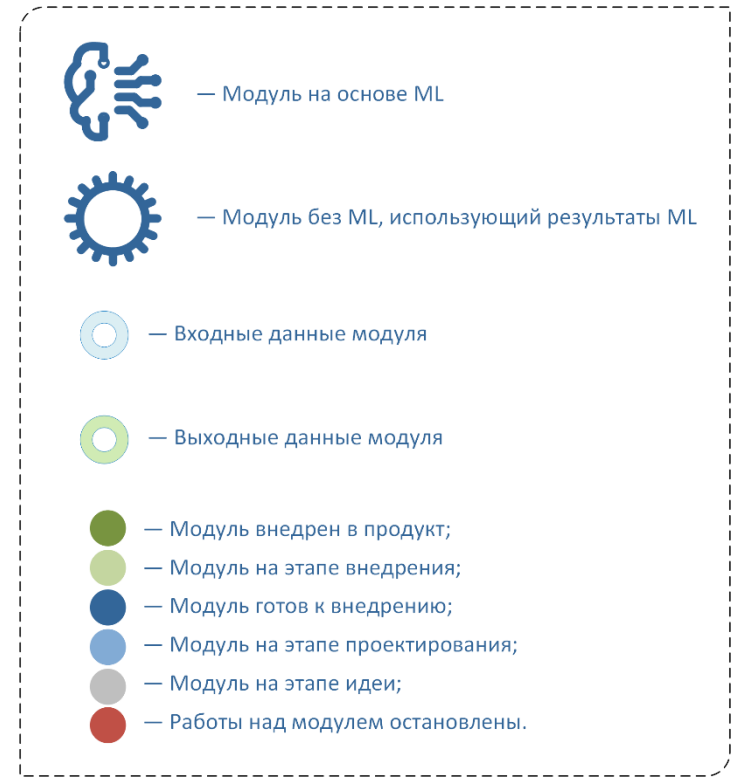 — Модуль на основе ML
— Модуль без ML, использующий результаты ML
— Входные данные модуля
— Выходные данные модуля
— Модуль внедрен в продукт;
— Модуль на этапе внедрения;
— Модуль готов к внедрению;
— Модуль на этапе проектирования;
— Модуль на этапе идеи;
— Работы над модулем остановлены.